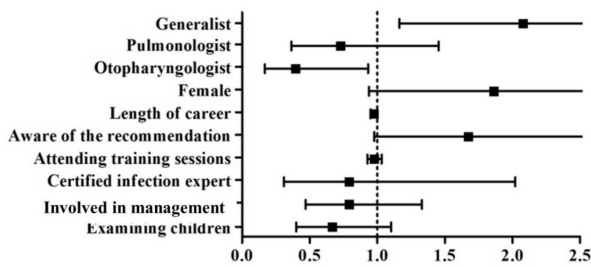 Generalist
Pulmonologist
Otopharyngologist
Female
Length of career
Aware of the recommendation
Attending training sessions
Certified infection expert
Involved in management
Examining children
0.0 0.5 1.0 1.5 2.0 2.5